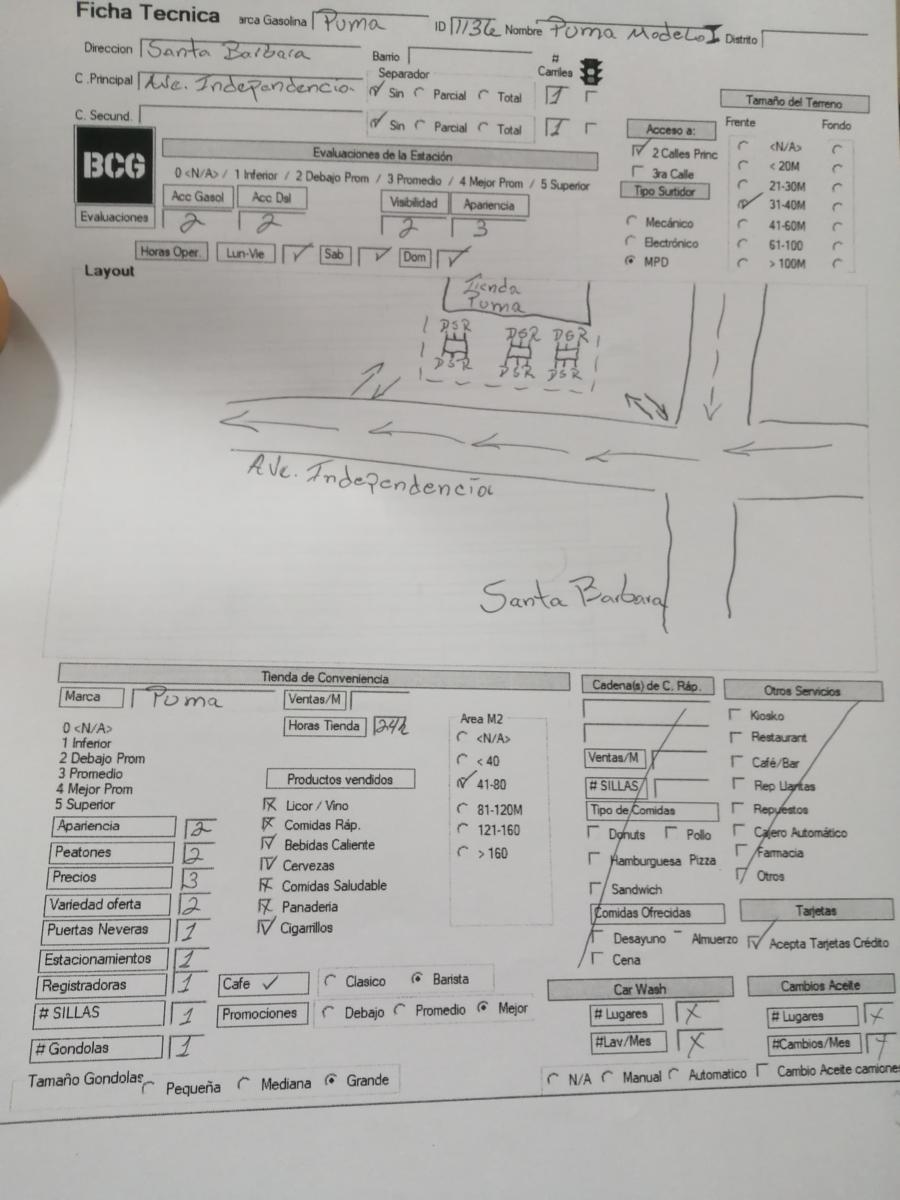 Ficha Tecnica arca Gasolina Puma ID 1136 Nombre Puma Modelo I Distrito
Direccion Santa Barbara Barrio # Carriles
C .Principal Ave. Independencia Separador Sin Parcial Total 1
C. Secund. Sin Parcial Total 1
BCG
Evaluaciones
Evaluaciones de la Estación
0 <N/A> / 1 Inferior / 2 Debajo Prom / 3 Promedio / 4 Mejor Prom / 5 Superior
Acc Gasol Acc Dsl Visibilidad Apariencia
2 2 2 3
Horas Oper. Lun-Vie Sab Dom
Acceso a:
2 Calles Princ
3ra Calle
Tipo Surtidor
Mecánico
Electrónico
MPD
Tamaño del Terreno
Frente Fondo
<N/A>
< 20M
21-30M
31-40M
41-60M
61-100
> 100M
Layout
Tienda
Puma
DSR DSR DSR
DSR DSR DSR
Ave. Independencia
Santa Barbara
Tienda de Conveniencia
Marca Puma Ventas/M
Horas Tienda 24h
0 <N/A>
1 Inferior
2 Debajo Prom
3 Promedio
4 Mejor Prom
5 Superior
Apariencia 2
Peatones 2
Precios 3
Variedad oferta 2
Puertas Neveras 1
Estacionamientos 1
Registradoras 1
# SILLAS 1
# Gondolas 1
Tamaño Gondolas Pequeña Mediana Grande
Productos vendidos
Licor / Vino
Comidas Ráp.
Bebidas Caliente
Cervezas
Comidas Saludable
Panaderia
Cigarrillos
Area M2
<N/A>
< 40
41-80
81-120M
121-160
> 160
Cafe Clasico Barista
Promociones Debajo Promedio Mejor
Cadena(s) de C. Ráp.
Ventas/M
# SILLAS
Tipo de Comidas
Donuts Pollo
Hamburguesa Pizza
Sandwich
Comidas Ofrecidas
Desayuno Almuerzo
Cena
Otros Servicios
Kiosko
Restaurant
Café/Bar
Rep Llantas
Repuestos
Cajero Automático
Farmacia
Otros
Tarjetas
Acepta Tarjetas Crédito
Car Wash
# Lugares X
#Lav/Mes X
N/A Manual Automatico
Cambios Aceite
# Lugares X
#Cambios/Mes
Cambio Aceite camione